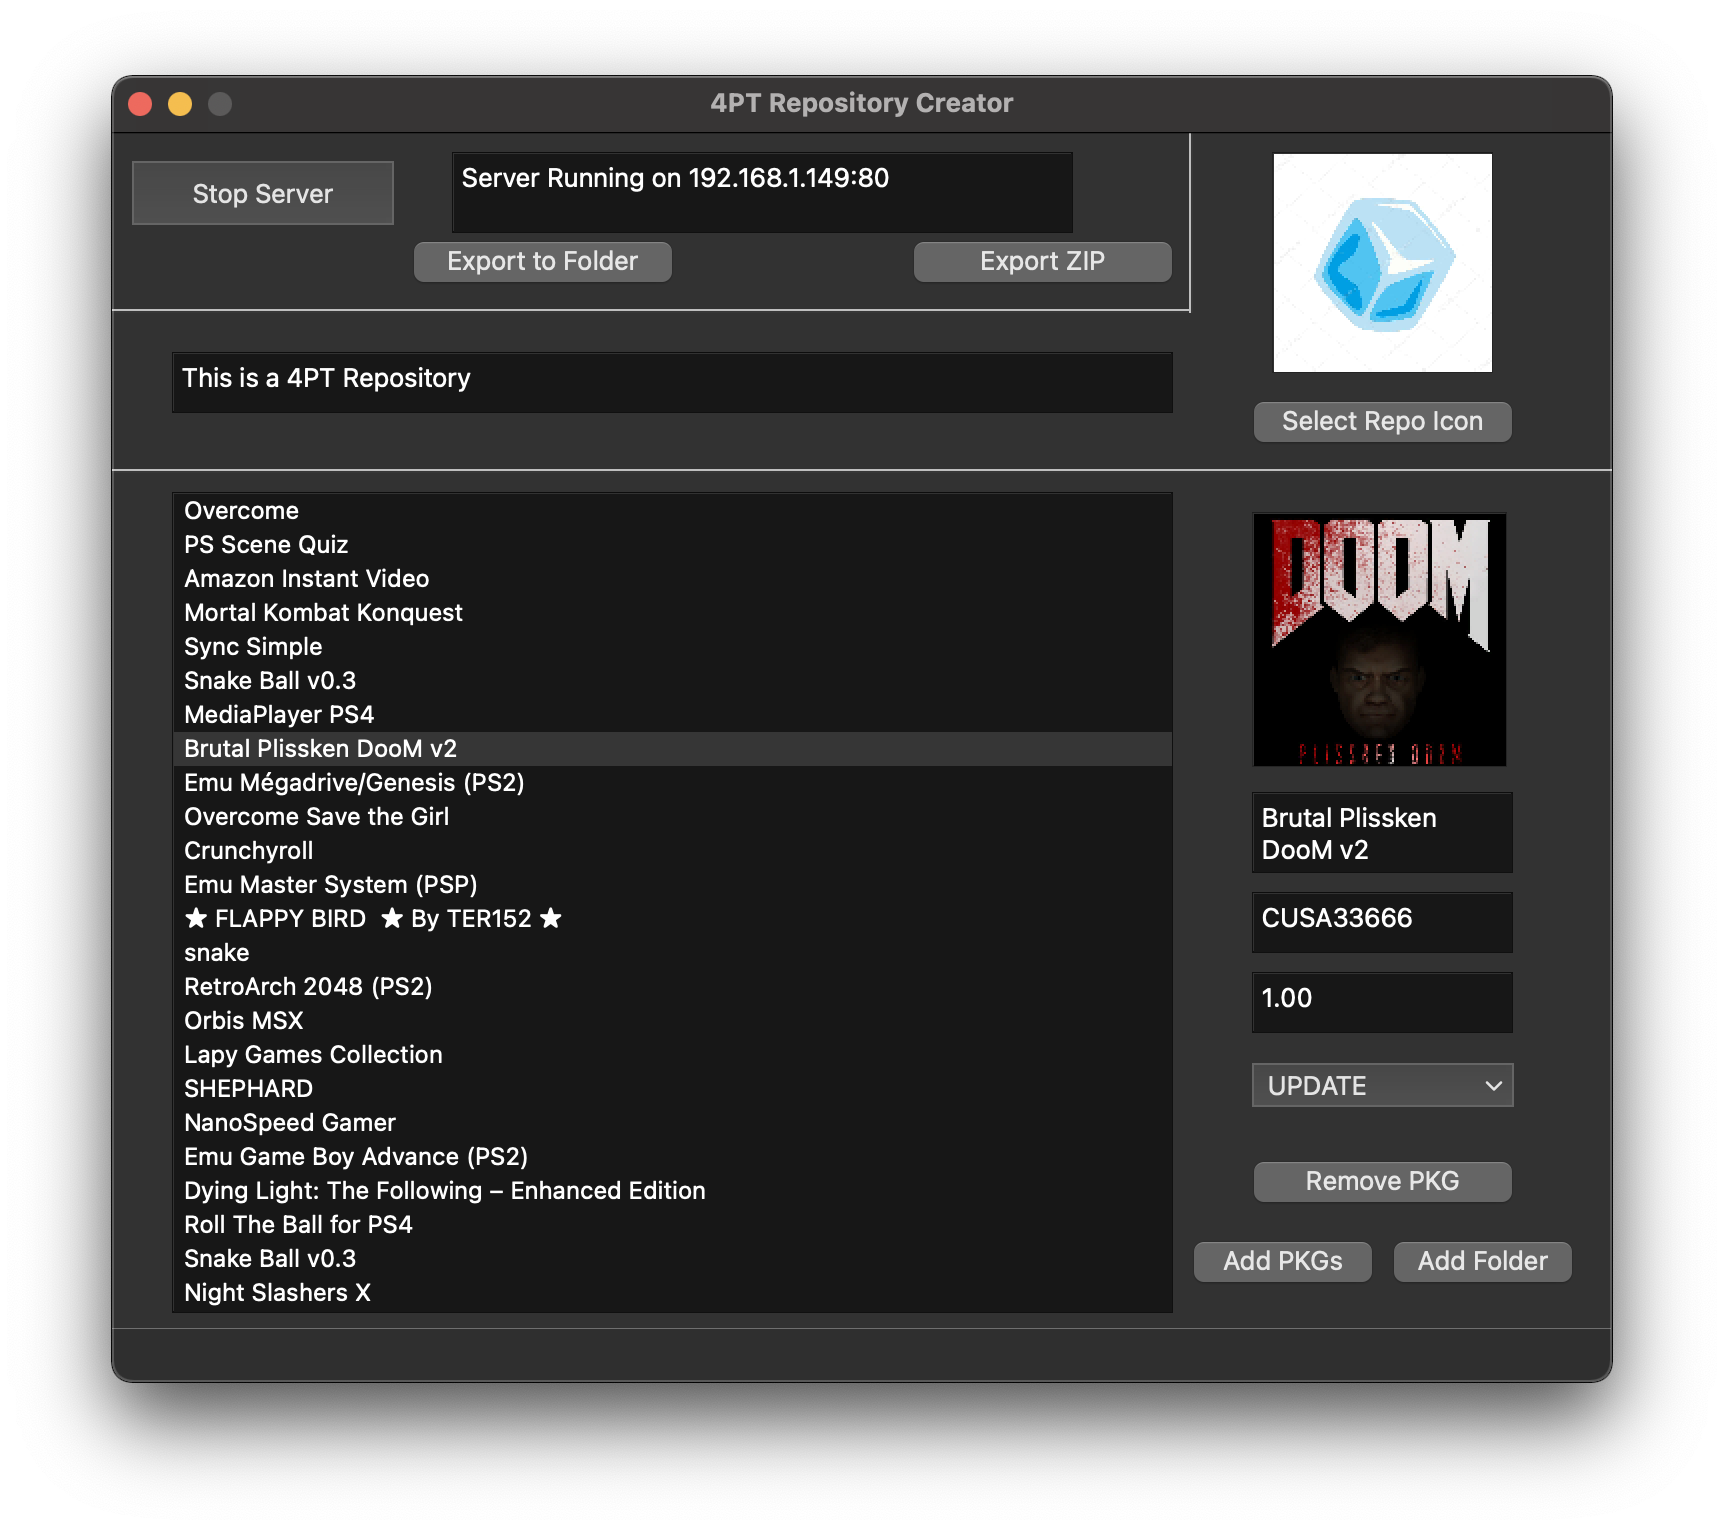 4PT Repository Creator
Stop Server
Server Running on 192.168.1.149:80
Export to Folder
Export ZIP
This is a 4PT Repository
Select Repo Icon
Overcome
PS Scene Quiz
Amazon Instant Video
Mortal Kombat Konquest
Sync Simple
Snake Ball v0.3
MediaPlayer PS4
Brutal Plissken DooM v2
Emu Mégadrive/Genesis (PS2)
Overcome Save the Girl
Crunchyroll
Emu Master System (PSP)
★ FLAPPY BIRD ★ By TER152 ★
snake
RetroArch 2048 (PS2)
Orbis MSX
Lapy Games Collection
SHEPHARD
NanoSpeed Gamer
Emu Game Boy Advance (PS2)
Dying Light: The Following – Enhanced Edition
Roll The Ball for PS4
Snake Ball v0.3
Night Slashers X
DOOM
PLISSKEN DOOM
Brutal Plissken
DooM v2
CUSA33666
1.00
UPDATE
Remove PKG
Add PKGs
Add Folder